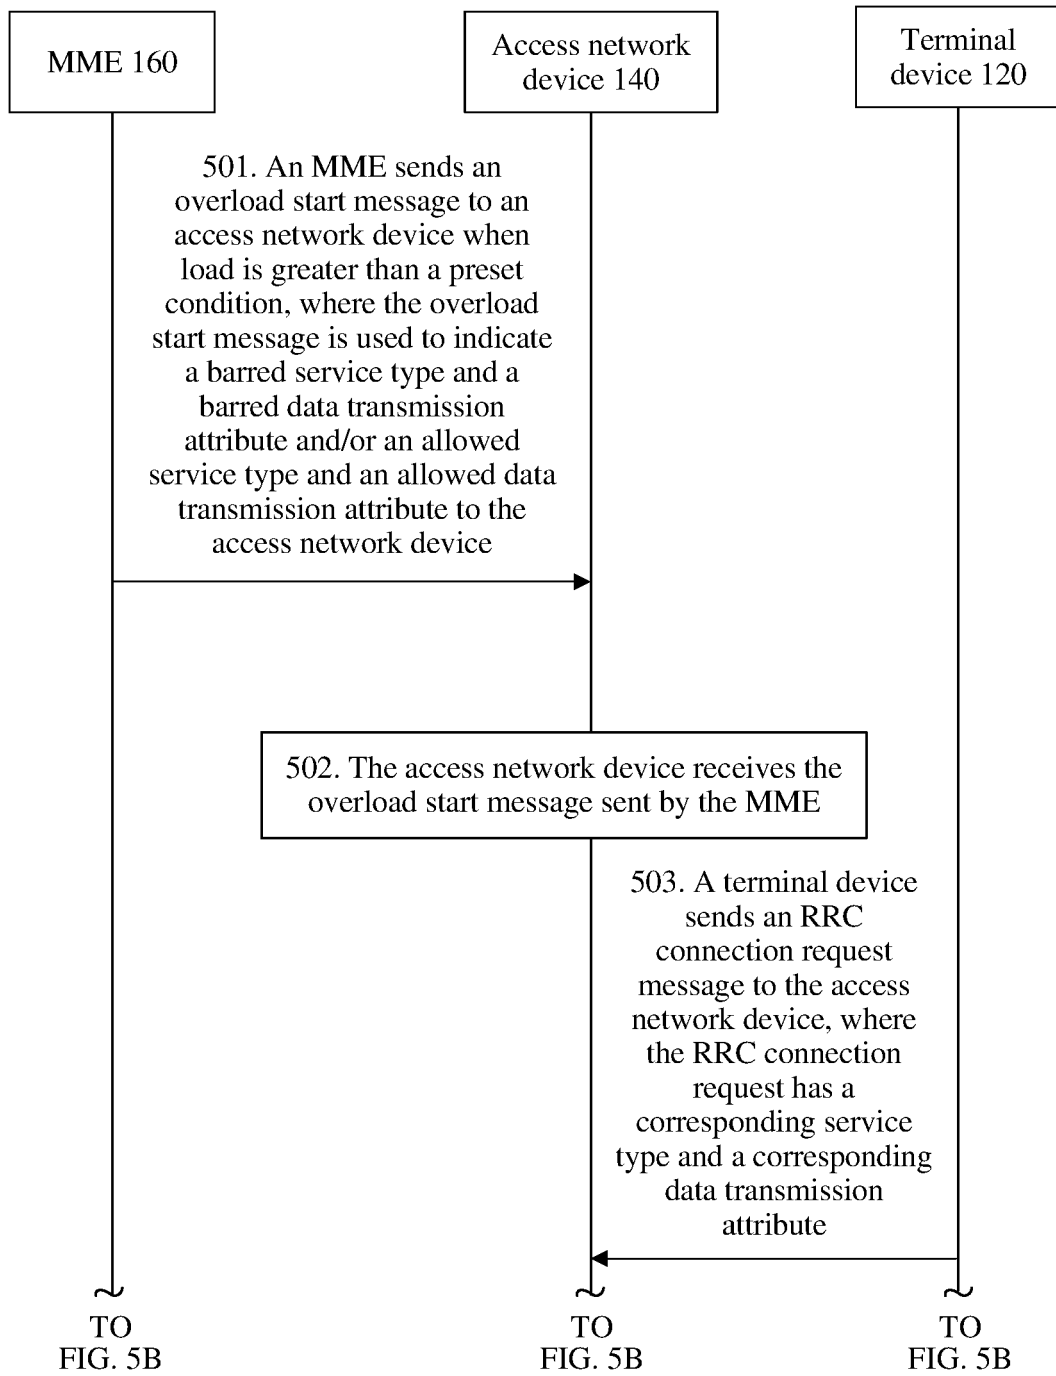 MME 160
Access network
device 140
Terminal
device 120
501. An MME sends an
overload start message to an
access network device when
load is greater than a preset
condition, where the overload
start message is used to indicate
a barred service type and a
barred data transmission
attribute and/or an allowed
service type and an allowed data
transmission attribute to the
access network device
502. The access network device receives the
overload start message sent by the MME
503. A terminal device
sends an RRC
connection request
message to the access
network device, where
the RRC connection
request has a
corresponding service
type and a corresponding
data transmission
attribute
TO
FIG. 5B
TO
FIG. 5B
TO
FIG. 5B